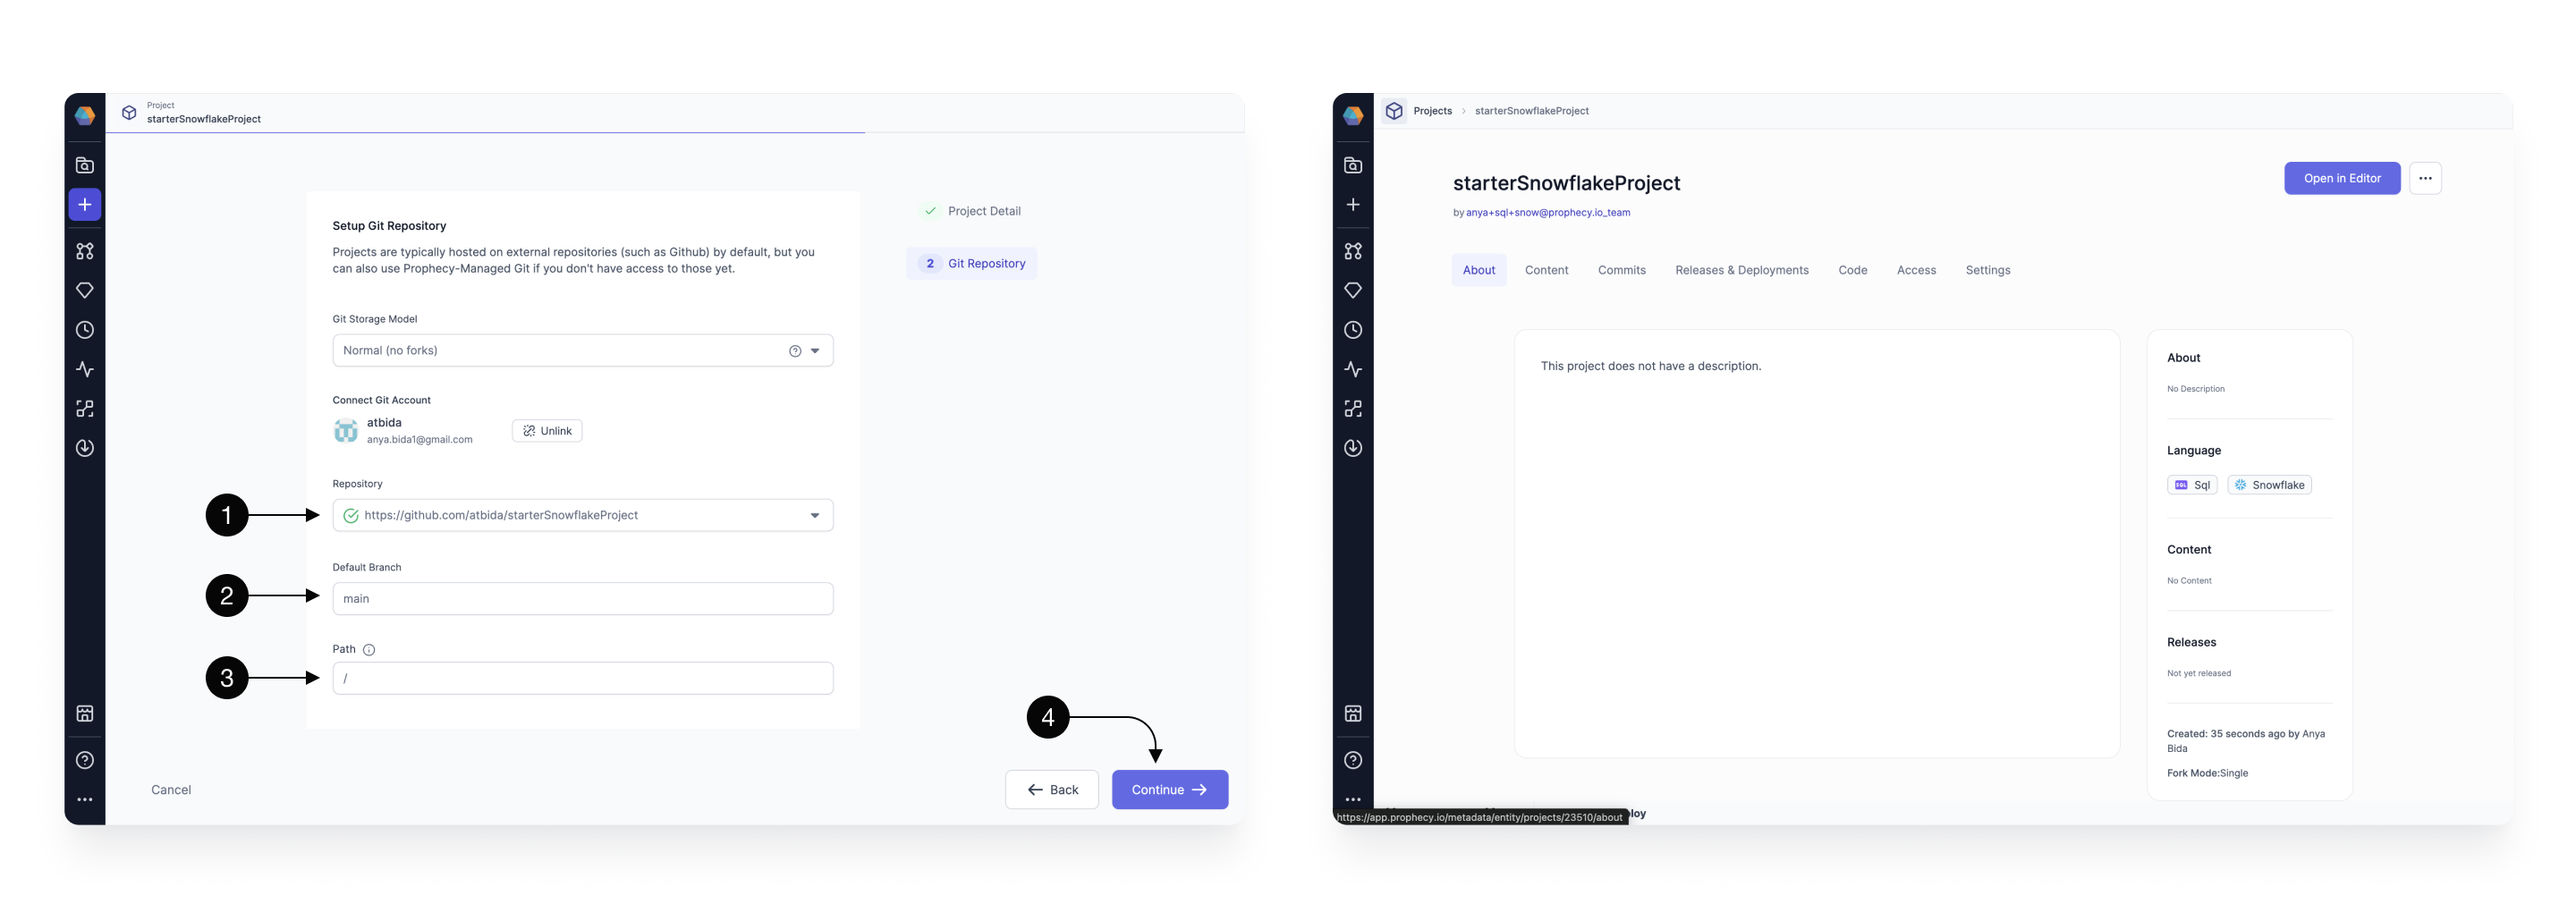 Project
starterSnowflakeProject
Setup Git Repository
Projects are typically hosted on external repositories (such as Github) by default, but you
can also use Prophecy-Managed Git if you don't have access to those yet.
Git Storage Model
Normal (no forks)
Connect Git Account
atbida
anya.bida1@gmail.com
Unlink
Repository
1
https://github.com/atbida/starterSnowflakeProject
Default Branch
2
main
Path
3
/
Project Detail
2 Git Repository
4
Cancel
Back
Continue
Projects > starterSnowflakeProject
starterSnowflakeProject
by anya+sql+snow@prophecy.io_team
Open in Editor
About Content Commits Releases & Deployments Code Access Settings
This project does not have a description.
About
No Description
Language
SQL Sql Snowflake
Content
No Content
Releases
Not yet released
Created: 35 seconds ago by Anya
Bida
Fork Mode:Single
https://app.prophecy.io/metadata/entity/projects/23510/about